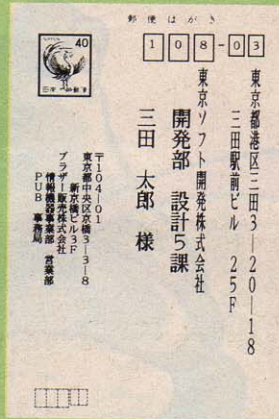 郵便はがき
40
日本郵便
108-03
東京都港区三田3-20-18
三田駅前ビル 25F
東京ソフト開発株式会社
開発部 設計5課
三田 太郎 様
〒104-01
東京都中央区京橋3-3-8
新京橋ビル3F
ブラザー販売株式会社
情報機器事業部 営業部
PUB 事務局